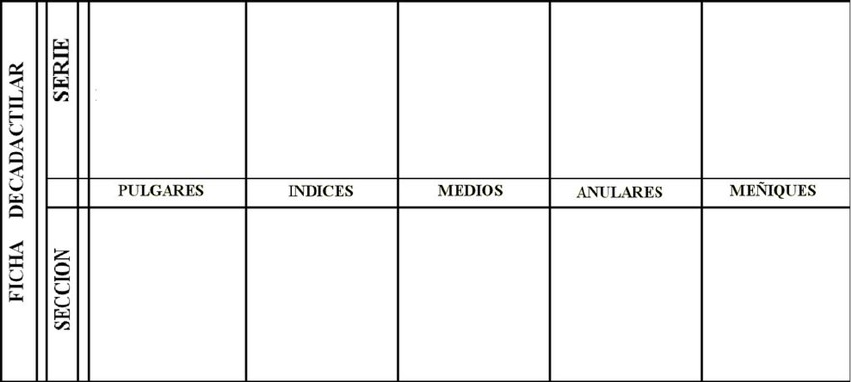 FICHA DECADACTILAR
SERIE
PULGARES INDICES MEDIOS ANULARES MEÑIQUES
SECCION